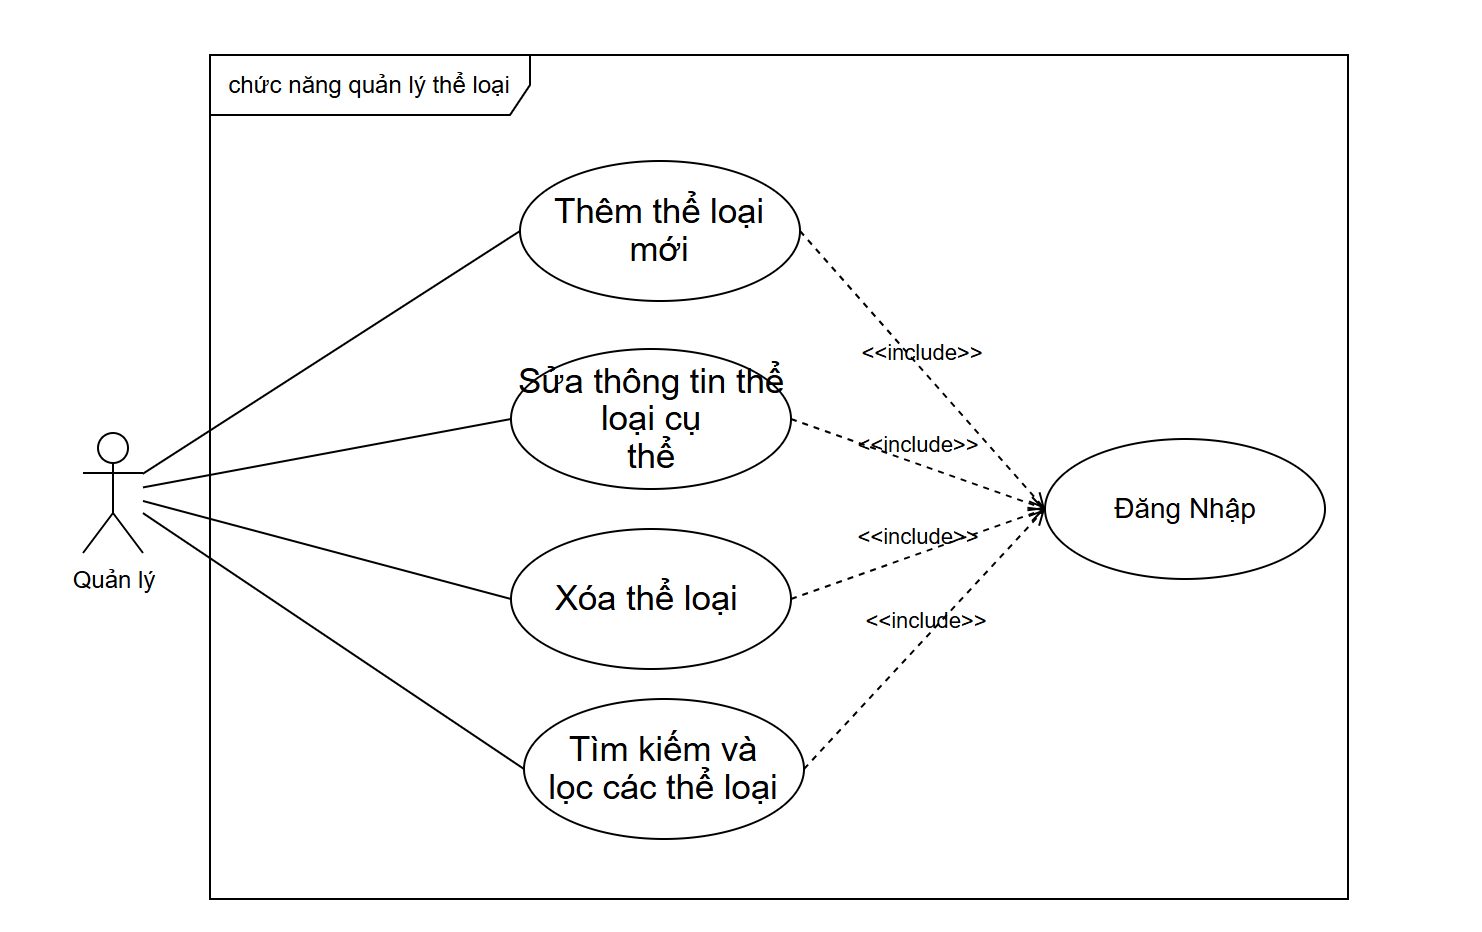 chức năng quản lý thể loại
Thêm thể loại
mới
<<include>>
Sửa thông tin thể
loại cụ
thể
<<include>>
Đăng Nhập
<<include>>
Quản lý
Xóa thể loại
<<include>>
Tìm kiếm và
lọc các thể loại